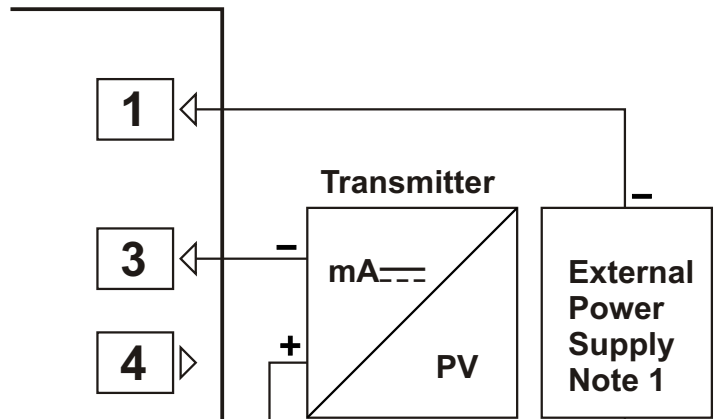 1
Transmitter
−
3
−
mA
External
Power
Supply
Note 1
+
4
PV